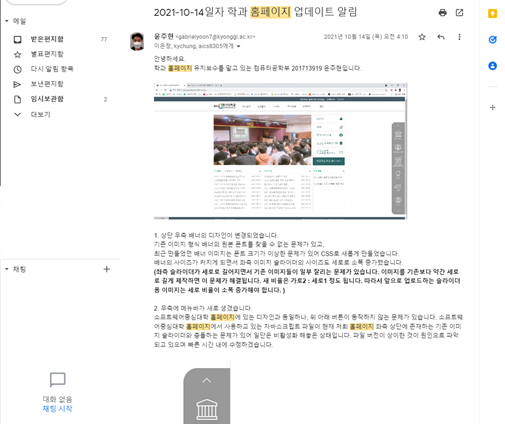 2021-10-14일자 학과 홈페이지 업데이트 알림
메일
받은편지함 77
별표편지함
다시 알림 항목
보낸편지함
임시보관함 2
더보기
채팅
대화 없음
채팅 시작
윤주현 <gabrielyoon7@kyonggi.ac.kr>
2021년 10월 14일 (목) 오후 4:10
이은정, kychung, aics8305에게
안녕하세요.
학과 홈페이지 유지보수를 맡고 있는 컴퓨터공학부 201713919 윤주현입니다.
1. 상단 우측 배너의 디자인이 변경되었습니다.
기존 이미지 형식 배너의 원본 폰트를 찾을 수 없는 문제가 있고,
최근 만들었던 배너 이미지는 폰트 크기가 이상한 문제가 있어 CSS로 새롭게 만들었습니다.
배너의 사이즈가 커지게 되면서 좌측 이미지 슬라이더의 사이즈도 세로로 소폭 증가했습니다.
(좌측 슬라이더가 세로로 길어지면서 기존 이미지들이 일부 잘리는 문제가 있습니다. 이미지를 기존보다 약간 세로
로 길게 제작하면 이 문제가 해결됩니다. 새 비율은 가로2 : 세로1 정도 됩니다. 따라서 앞으로 업로드하는 슬라이더
용 이미지는 세로 비율이 소폭 증가해야 합니다. )
2. 우측에 메뉴바가 새로 생겼습니다
소프트웨어중심대학 홈페이지에 있는 디자인과 동일하나, 위 아래 버튼이 동작하지 않는 문제가 있습니다. 소프트웨
어중심대학 홈페이지에서 사용하고 있는 자바스크립트 파일이 현재 저희 홈페이지 좌측 상단에 존재하는 기존 이미
지 슬라이더와 충돌하는 문제가 있어 일단은 비활성화 해놓은 상태입니다. 파일 버전이 상이한 것이 원인으로 파악
되고 있으며 빠른 시간 내에 수정하겠습니다.